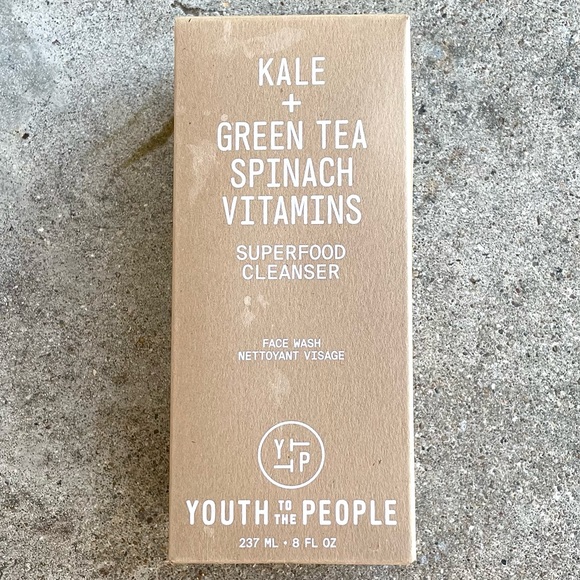 KALE
+
GREEN TEA
SPINACH
VITAMINS
SUPERFOOD
CLEANSER
FACE WASH
NETTOYANT VISAGE
Y T T P
YOUTH TO THE PEOPLE
237 ML • 8 FL OZ